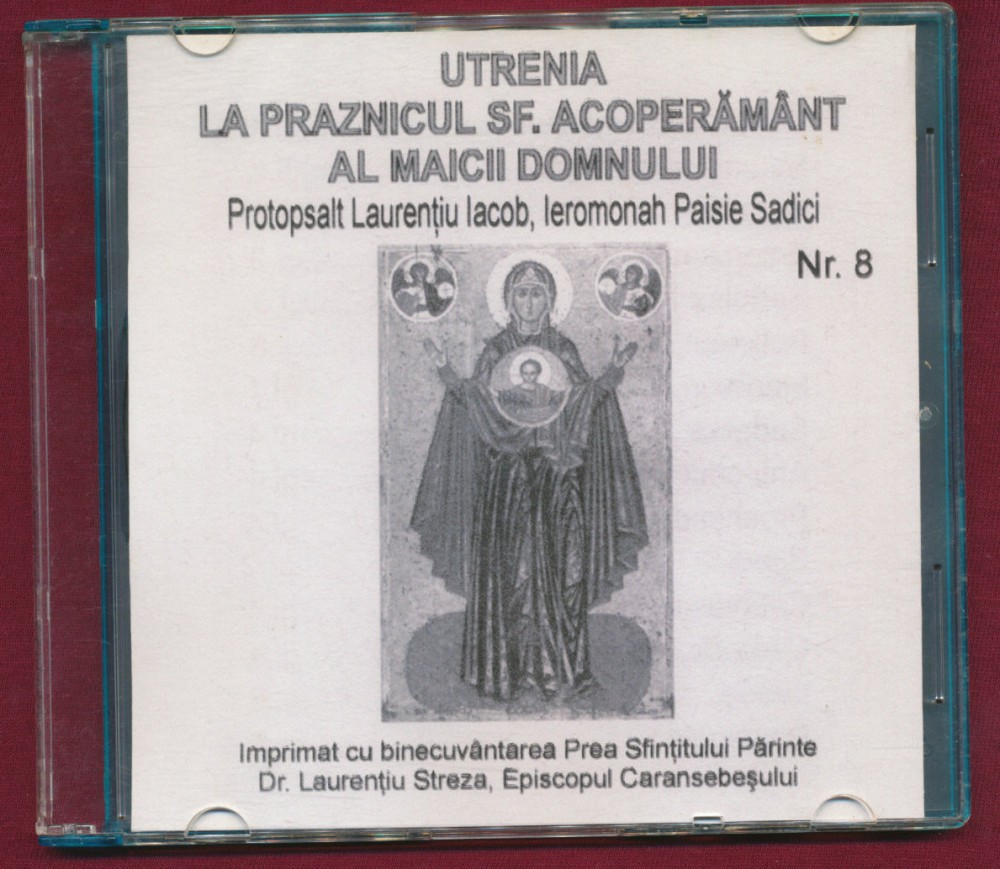 UTRENIA
LA PRAZNICUL SF. ACOPERĂMÂNT
AL MAICII DOMNULUI
Protopsalt Laurențiu Iacob, Ieromonah Paisie Sadici
Nr. 8
Imprimat cu binecuvântarea Prea Sfințitului Părinte
Dr. Laurențiu Streza, Episcopul Caransebeșului